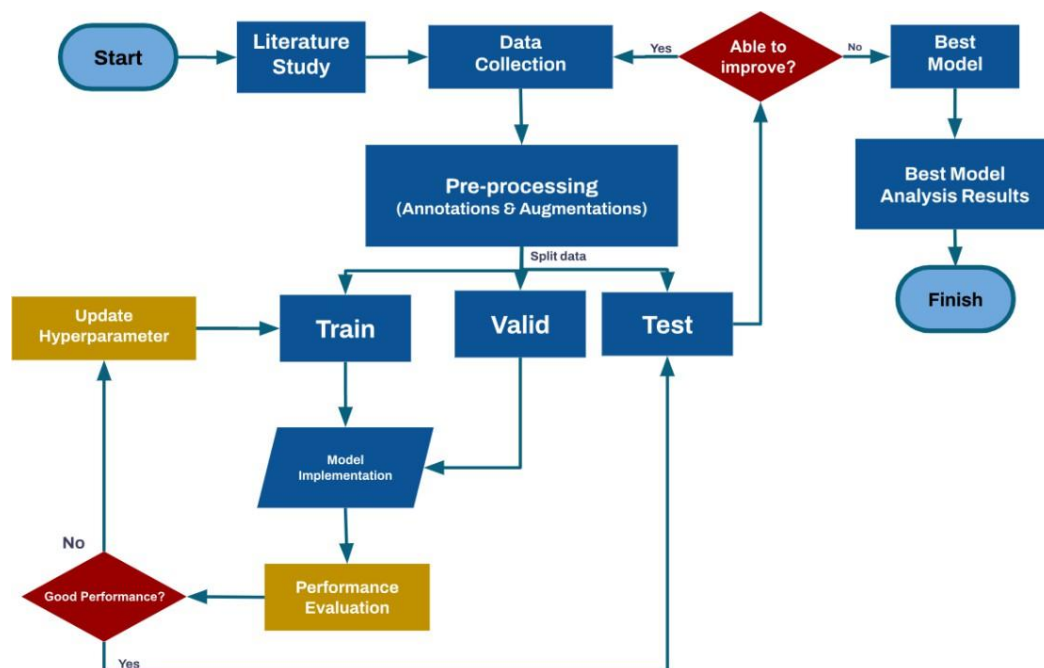 Start
Literature
Study
Data
Collection
Yes
Able to
improve?
No
Best
Model
Pre-processing
(Annotations & Augmentations)
Best Model
Analysis Results
Split data
Finish
Update
Hyperparameter
Train
Valid
Test
Model
Implementation
No
Good Performance?
Performance
Evaluation
Yes